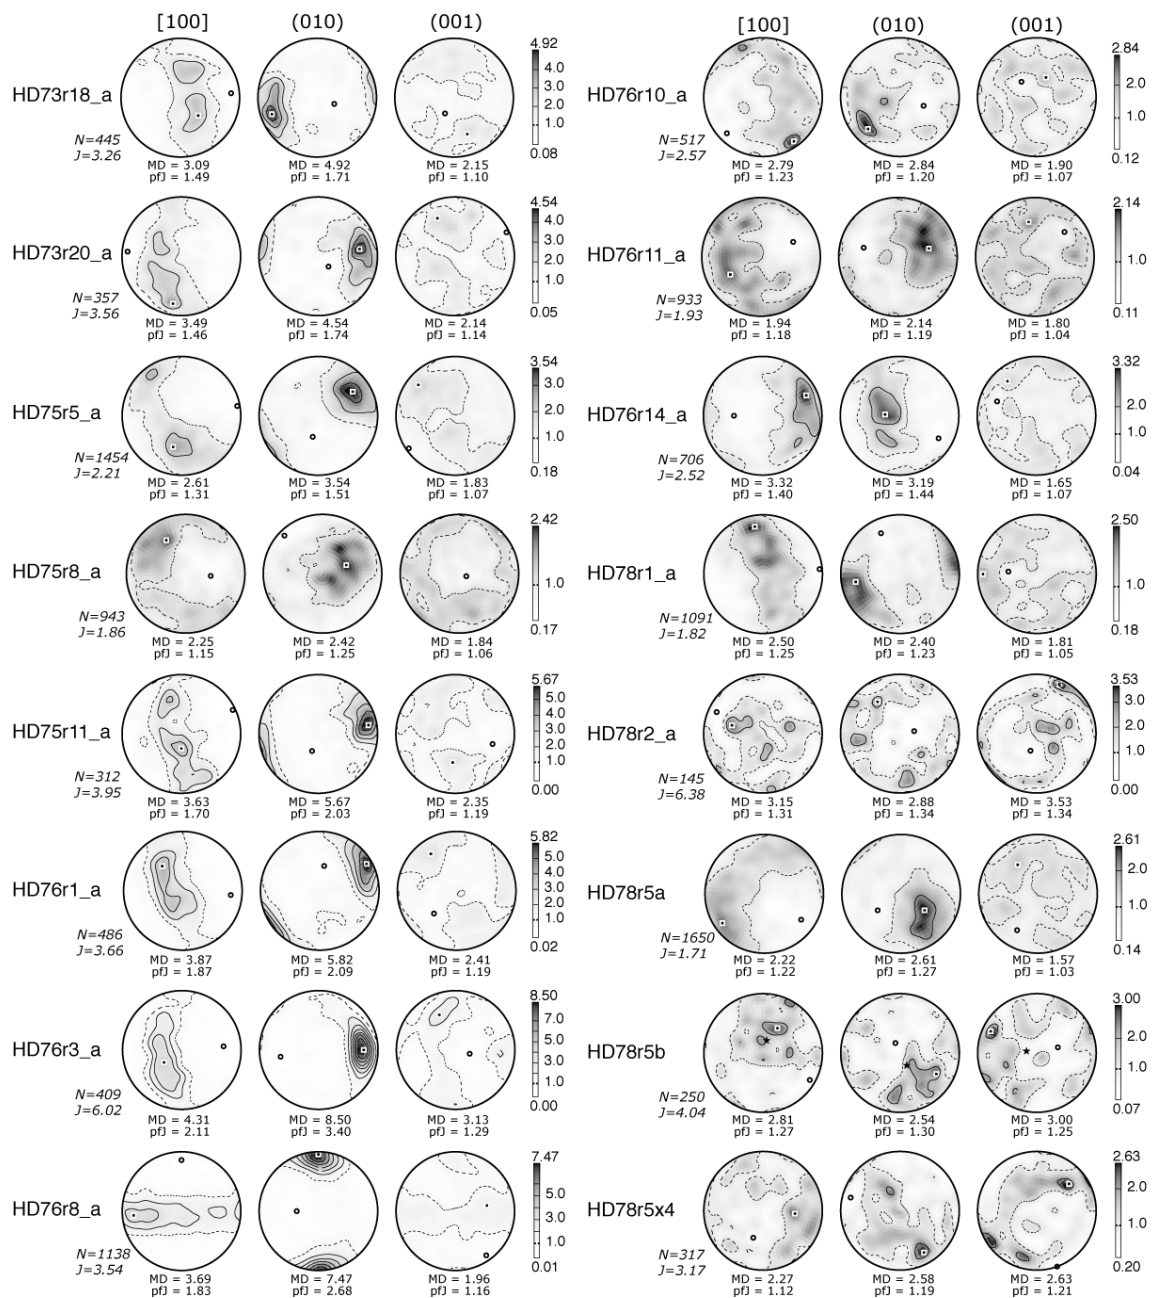 [100] (010) (001)
HD73r18_a
N=445
J=3.26
MD = 3.09
pfJ = 1.49
MD = 4.92
pfJ = 1.71
MD = 2.15
pfJ = 1.10
4.92
4.0
3.0
2.0
1.0
0.08
HD73r20_a
N=357
J=3.56
MD = 3.49
pfJ = 1.46
MD = 4.54
pfJ = 1.74
MD = 2.14
pfJ = 1.14
4.54
4.0
3.0
2.0
1.0
0.05
HD75r5_a
N=1454
J=2.21
MD = 2.61
pfJ = 1.31
MD = 3.54
pfJ = 1.51
MD = 1.83
pfJ = 1.07
3.54
3.0
2.0
1.0
0.18
HD75r8_a
N=943
J=1.86
MD = 2.25
pfJ = 1.15
MD = 2.42
pfJ = 1.25
MD = 1.84
pfJ = 1.06
2.42
1.0
0.17
HD75r11_a
N=312
J=3.95
MD = 3.63
pfJ = 1.70
MD = 5.67
pfJ = 2.03
MD = 2.35
pfJ = 1.19
5.67
5.0
4.0
3.0
2.0
1.0
0.00
HD76r1_a
N=486
J=3.66
MD = 3.87
pfJ = 1.87
MD = 5.82
pfJ = 2.09
MD = 2.41
pfJ = 1.19
5.82
5.0
4.0
3.0
2.0
1.0
0.02
HD76r3_a
N=409
J=6.02
MD = 4.31
pfJ = 2.11
MD = 8.50
pfJ = 3.40
MD = 3.13
pfJ = 1.29
8.50
7.0
5.0
3.0
1.0
0.00
HD76r8_a
N=1138
J=3.54
MD = 3.69
pfJ = 1.83
MD = 7.47
pfJ = 2.68
MD = 1.96
pfJ = 1.16
7.47
5.0
3.0
1.0
0.01
[100] (010) (001)
HD76r10_a
N=517
J=2.57
MD = 2.79
pfJ = 1.23
MD = 2.84
pfJ = 1.20
MD = 1.90
pfJ = 1.07
2.84
2.0
1.0
0.12
HD76r11_a
N=933
J=1.93
MD = 1.94
pfJ = 1.18
MD = 2.14
pfJ = 1.19
MD = 1.80
pfJ = 1.04
2.14
1.0
0.11
HD76r14_a
N=706
J=2.52
MD = 3.32
pfJ = 1.40
MD = 3.19
pfJ = 1.44
MD = 1.65
pfJ = 1.07
3.32
2.0
1.0
0.04
HD78r1_a
N=1091
J=1.82
MD = 2.50
pfJ = 1.25
MD = 2.40
pfJ = 1.23
MD = 1.81
pfJ = 1.05
2.50
1.0
0.18
HD78r2_a
N=145
J=6.38
MD = 3.15
pfJ = 1.31
MD = 2.88
pfJ = 1.34
MD = 3.53
pfJ = 1.34
3.53
3.0
2.0
1.0
0.00
HD78r5a
N=1650
J=1.71
MD = 2.22
pfJ = 1.22
MD = 2.61
pfJ = 1.27
MD = 1.57
pfJ = 1.03
2.61
2.0
1.0
0.14
HD78r5b
N=250
J=4.04
MD = 2.81
pfJ = 1.27
MD = 2.54
pfJ = 1.30
MD = 3.00
pfJ = 1.25
3.00
2.0
1.0
0.07
HD78r5x4
N=317
J=3.17
MD = 2.27
pfJ = 1.12
MD = 2.58
pfJ = 1.19
MD = 2.63
pfJ = 1.21
2.63
2.0
1.0
0.20